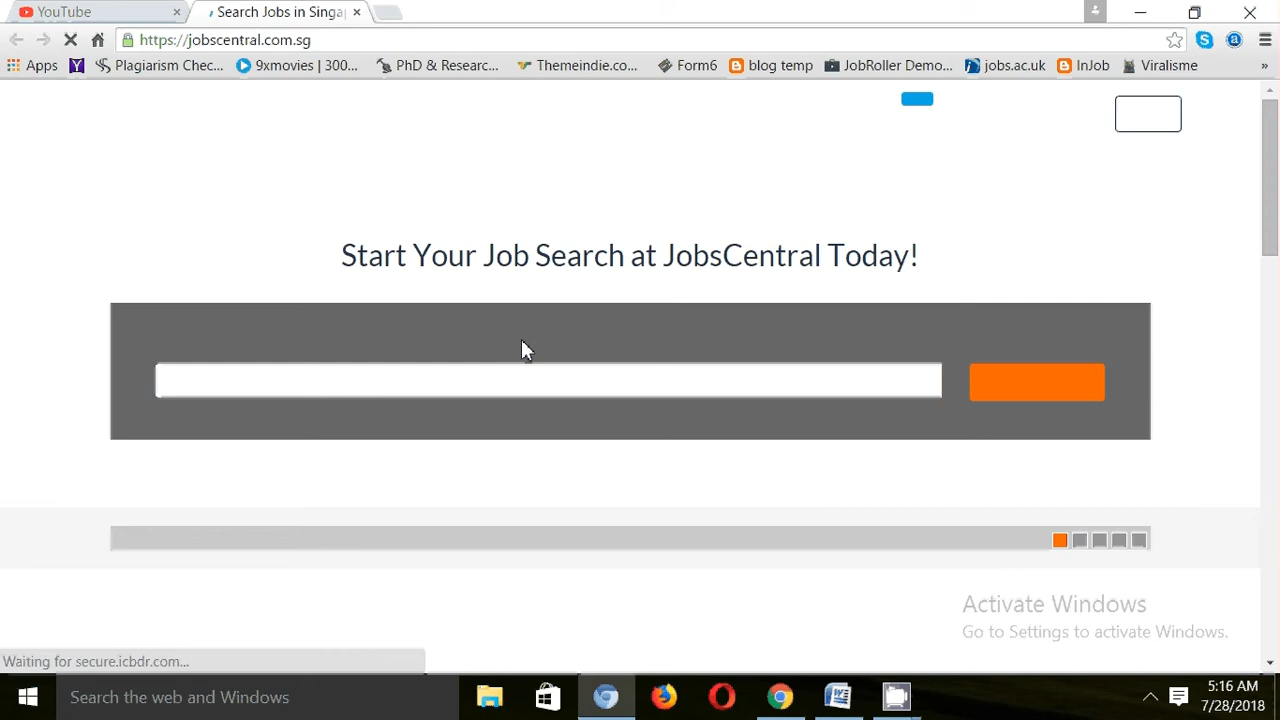 YouTube
Search Jobs in Singa
https://jobscentral.com.sg
Apps
Plagiarism Chec...
9xmovies | 300...
PhD & Researc...
Themeindie.co...
Form6
blog temp
JobRoller Demo...
jobs.ac.uk
InJob
Viralisme
»
Start Your Job Search at JobsCentral Today!
Activate Windows
Go to Settings to activate Windows.
Waiting for secure.icbdr.com...
Search the web and Windows
5:16 AM
7/28/2018